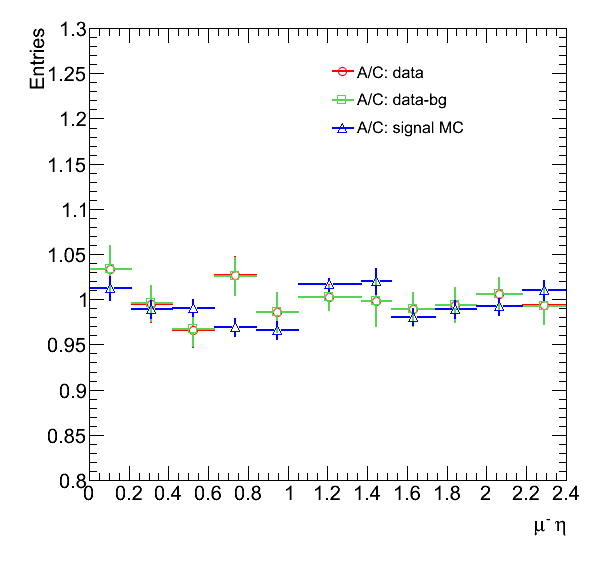 Entries
1.3
1.25
1.2
1.15
1.1
1.05
1
0.95
0.9
0.85
0.8
A/C: data
A/C: data-bg
A/C: signal MC
0 0.2 0.4 0.6 0.8 1 1.2 1.4 1.6 1.8 2 2.2 2.4
μ⁻ η